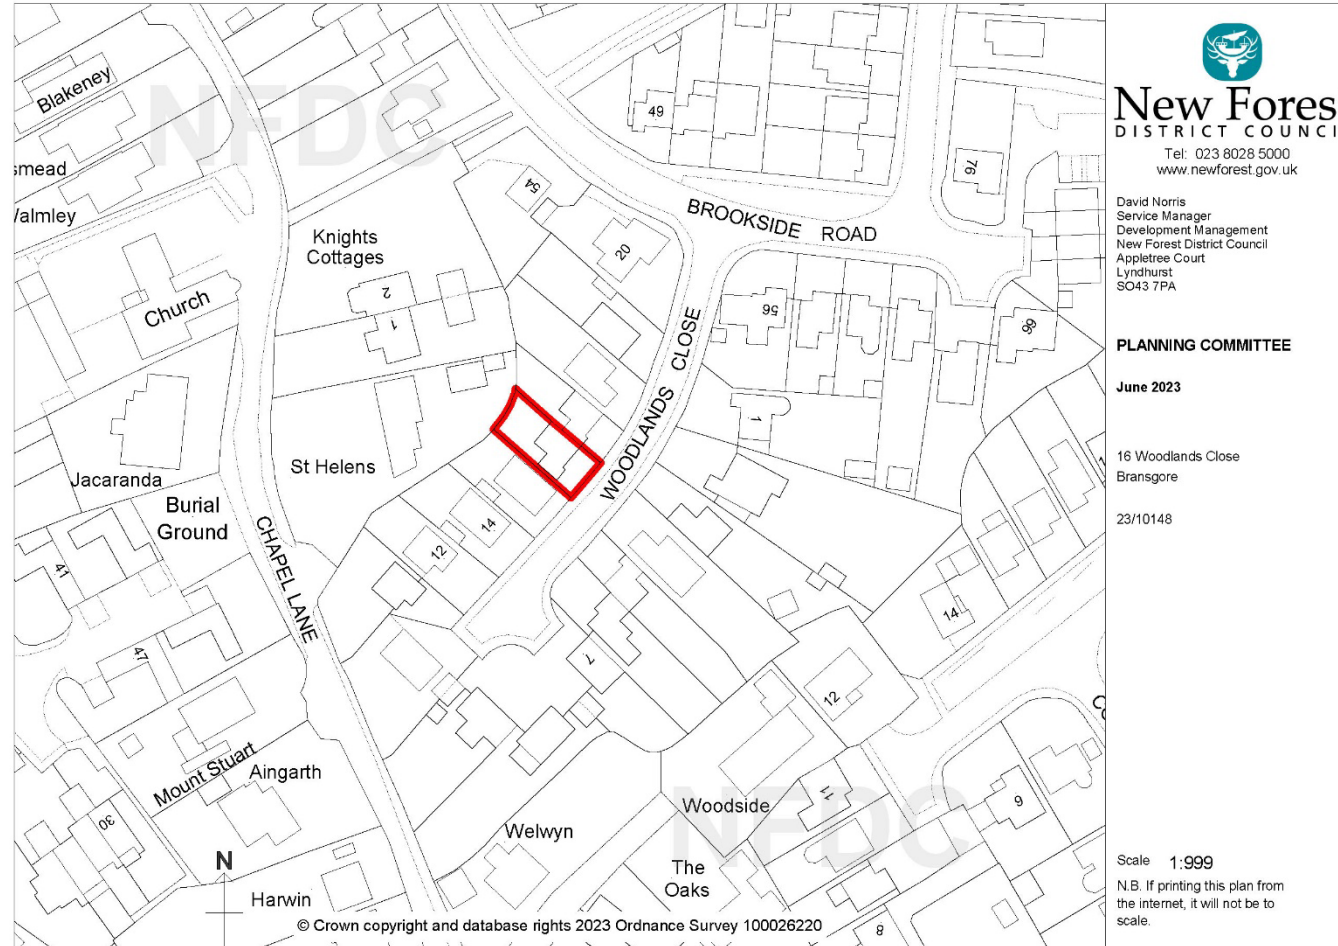 NFDC
Blakeney
smead
Walmley
Church
Knights
Cottages
2
1
54
20
49
76
BROOKSIDE ROAD
56
66
1
WOODLANDS CLOSE
St Helens
Jacaranda
Burial
Ground
CHAPEL LANE
41
47
14
12
7
14
12
11
9
8
Mount Stuart
Aingarth
30
N
Harwin
Welwyn
Woodside
The
Oaks
NFDC
© Crown copyright and database rights 2023 Ordnance Survey 100026220
New Fores
DISTRICT COUNCI
Tel: 023 8028 5000
www.newforest.gov.uk
David Norris
Service Manager
Development Management
New Forest District Council
Appletree Court
Lyndhurst
SO43 7PA
PLANNING COMMITTEE
June 2023
16 Woodlands Close
Bransgore
23/10148
Scale 1:999
N.B. If printing this plan from
the internet, it will not be to
scale.